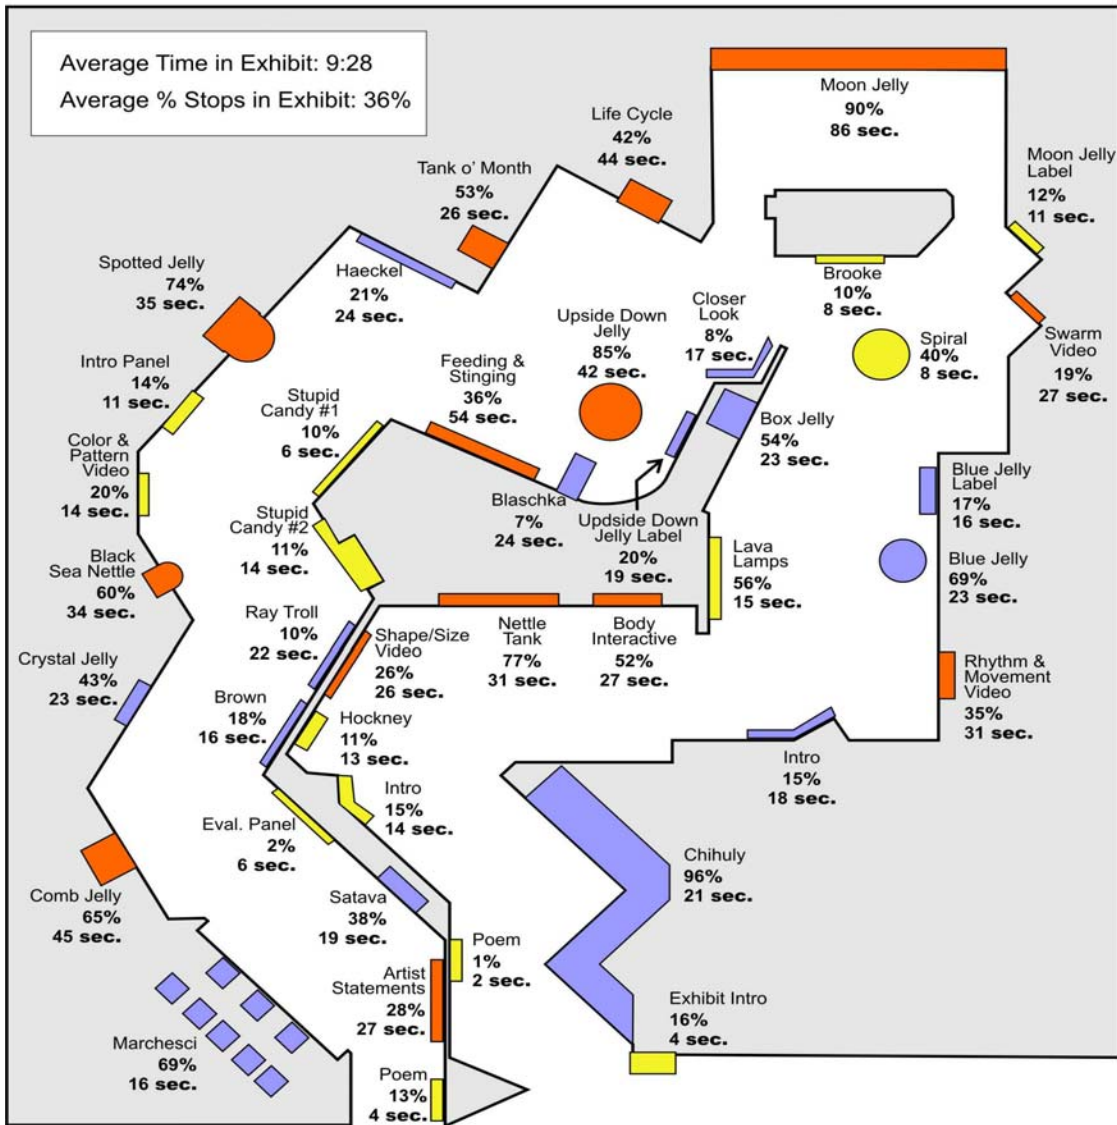 Average Time in Exhibit: 9:28
Average % Stops in Exhibit: 36%
Moon Jelly
90%
86 sec.
Life Cycle
42%
44 sec.
Moon Jelly
Label
12%
11 sec.
Tank o' Month
53%
26 sec.
Spotted Jelly
74%
35 sec.
Haeckel
21%
24 sec.
Brooke
10%
8 sec.
Closer
Look
8%
17 sec.
Upside Down
Jelly
85%
42 sec.
Spiral
40%
8 sec.
Swarm
Video
19%
27 sec.
Intro Panel
14%
11 sec.
Feeding &
Stinging
36%
54 sec.
Stupid
Candy #1
10%
6 sec.
Box Jelly
54%
23 sec.
Color &
Pattern
Video
20%
14 sec.
Blue Jelly
Label
17%
16 sec.
Blaschka
7%
24 sec.
Updside Down
Jelly Label
20%
19 sec.
Stupid
Candy #2
11%
14 sec.
Black
Sea Nettle
60%
34 sec.
Lava
Lamps
56%
15 sec.
Blue Jelly
69%
23 sec.
Ray Troll
10%
22 sec.
Shape/Size
Video
26%
26 sec.
Nettle
Tank
77%
31 sec.
Body
Interactive
52%
27 sec.
Crystal Jelly
43%
23 sec.
Rhythm &
Movement
Video
35%
31 sec.
Brown
18%
16 sec.
Hockney
11%
13 sec.
Intro
15%
18 sec.
Intro
15%
14 sec.
Eval. Panel
2%
6 sec.
Chihuly
96%
21 sec.
Comb Jelly
65%
45 sec.
Satava
38%
19 sec.
Poem
1%
2 sec.
Artist
Statements
28%
27 sec.
Exhibit Intro
16%
4 sec.
Marchesci
69%
16 sec.
Poem
13%
4 sec.